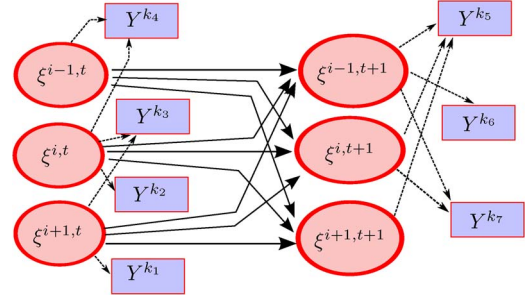 Y^{k_4}
Y^{k_5}
ξ^{i−1,t}
ξ^{i−1,t+1}
Y^{k_3}
Y^{k_6}
ξ^{i,t}
ξ^{i,t+1}
Y^{k_2}
Y^{k_7}
ξ^{i+1,t}
ξ^{i+1,t+1}
Y^{k_1}